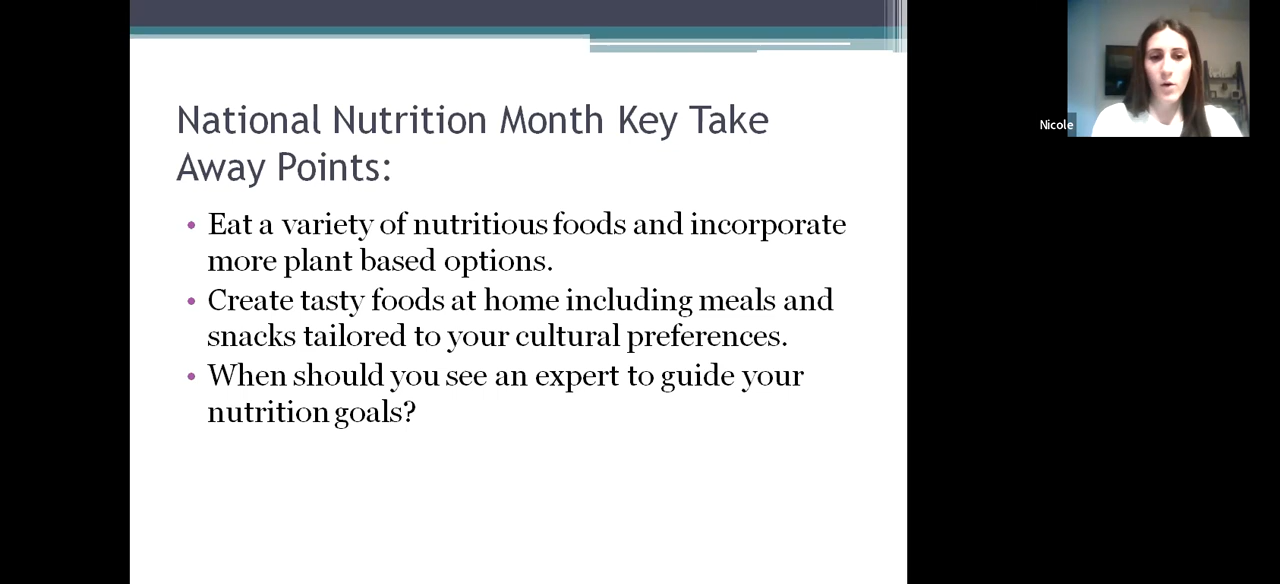 National Nutrition Month Key Take
Away Points:
• Eat a variety of nutritious foods and incorporate
more plant based options.
• Create tasty foods at home including meals and
snacks tailored to your cultural preferences.
• When should you see an expert to guide your
nutrition goals?
Nicole